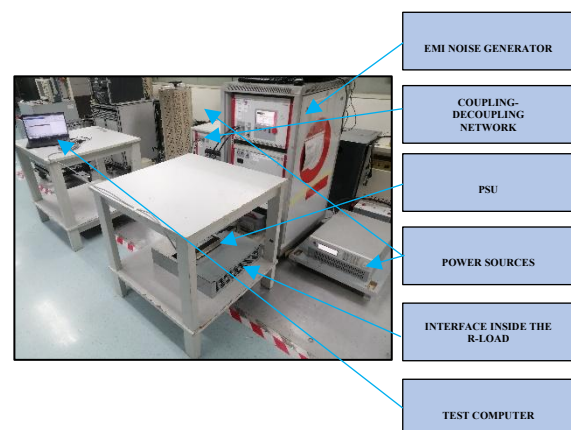 EMI NOISE GENERATOR
COUPLING-
DECOUPLING
NETWORK
PSU
POWER SOURCES
INTERFACE INSIDE THE
R-LOAD
TEST COMPUTER